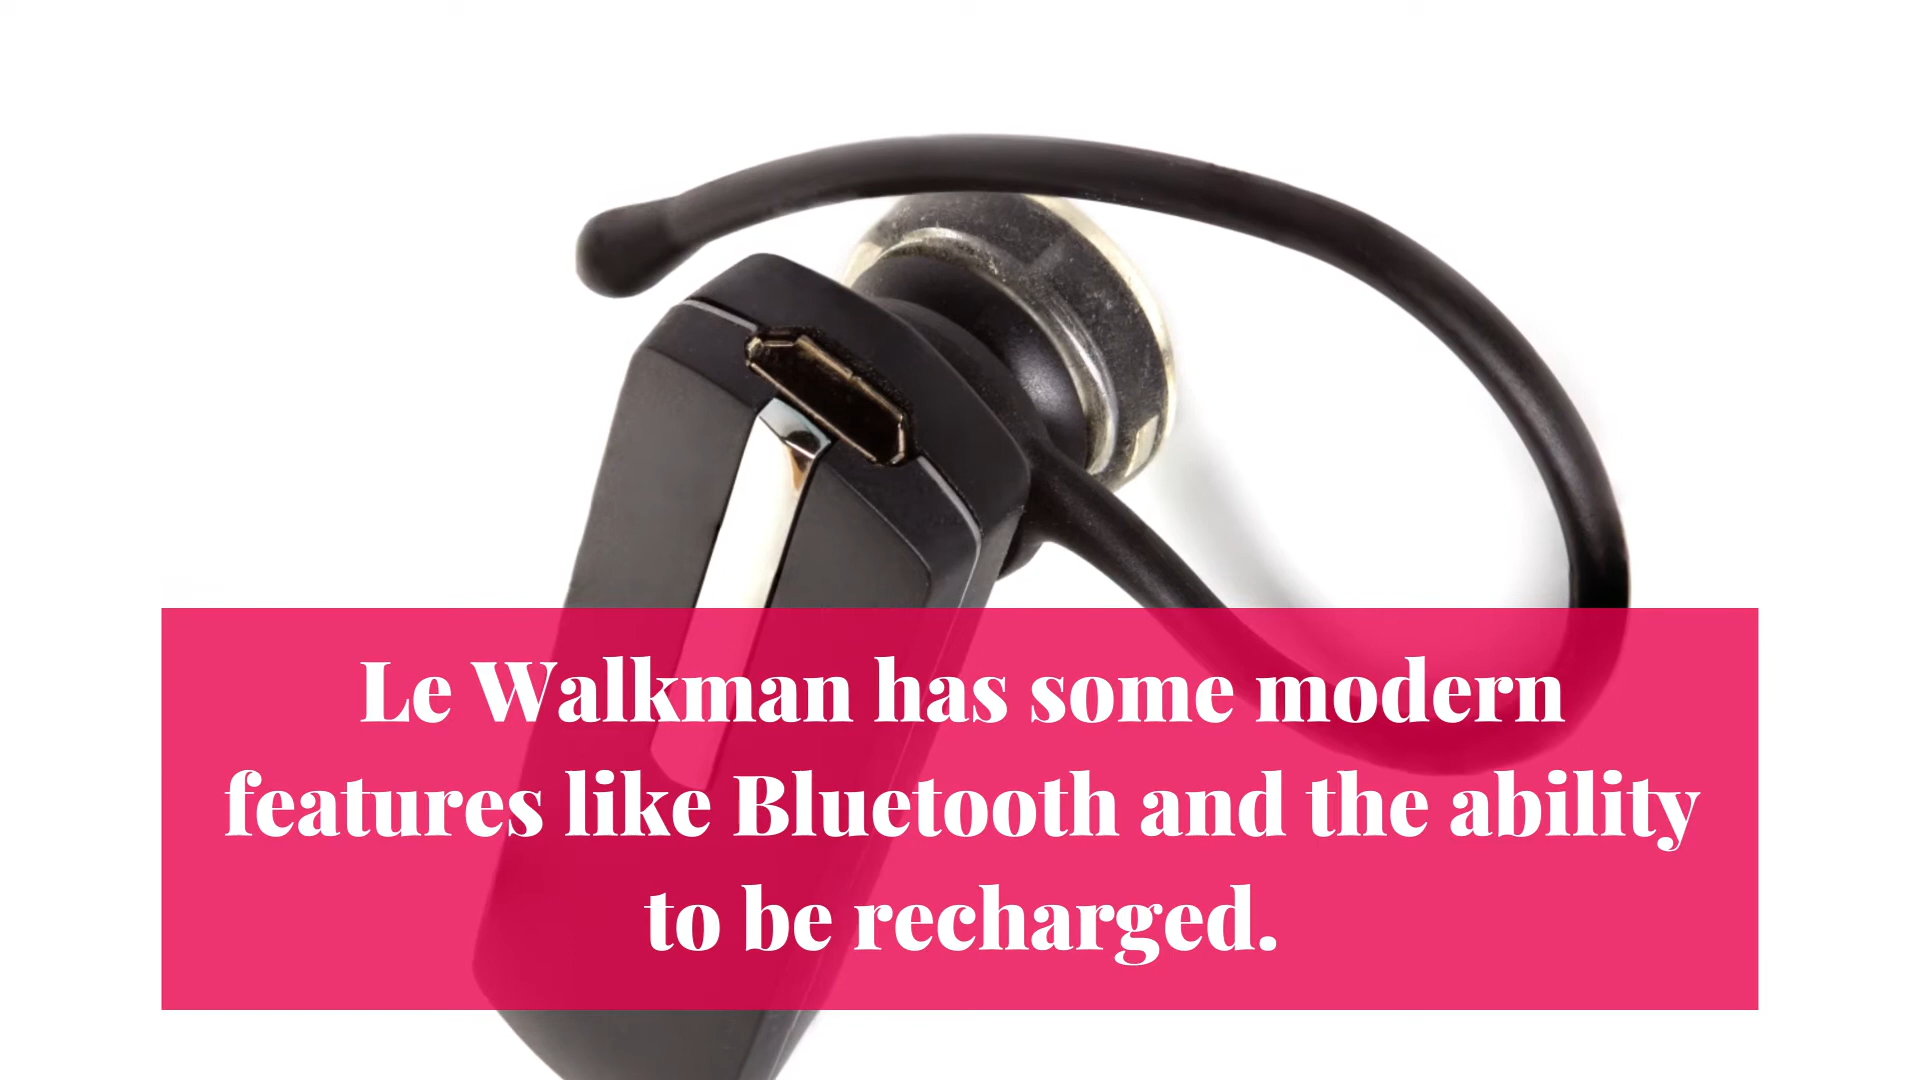 Le Walkman has some modern
features like Bluetooth and the ability
to be recharged.